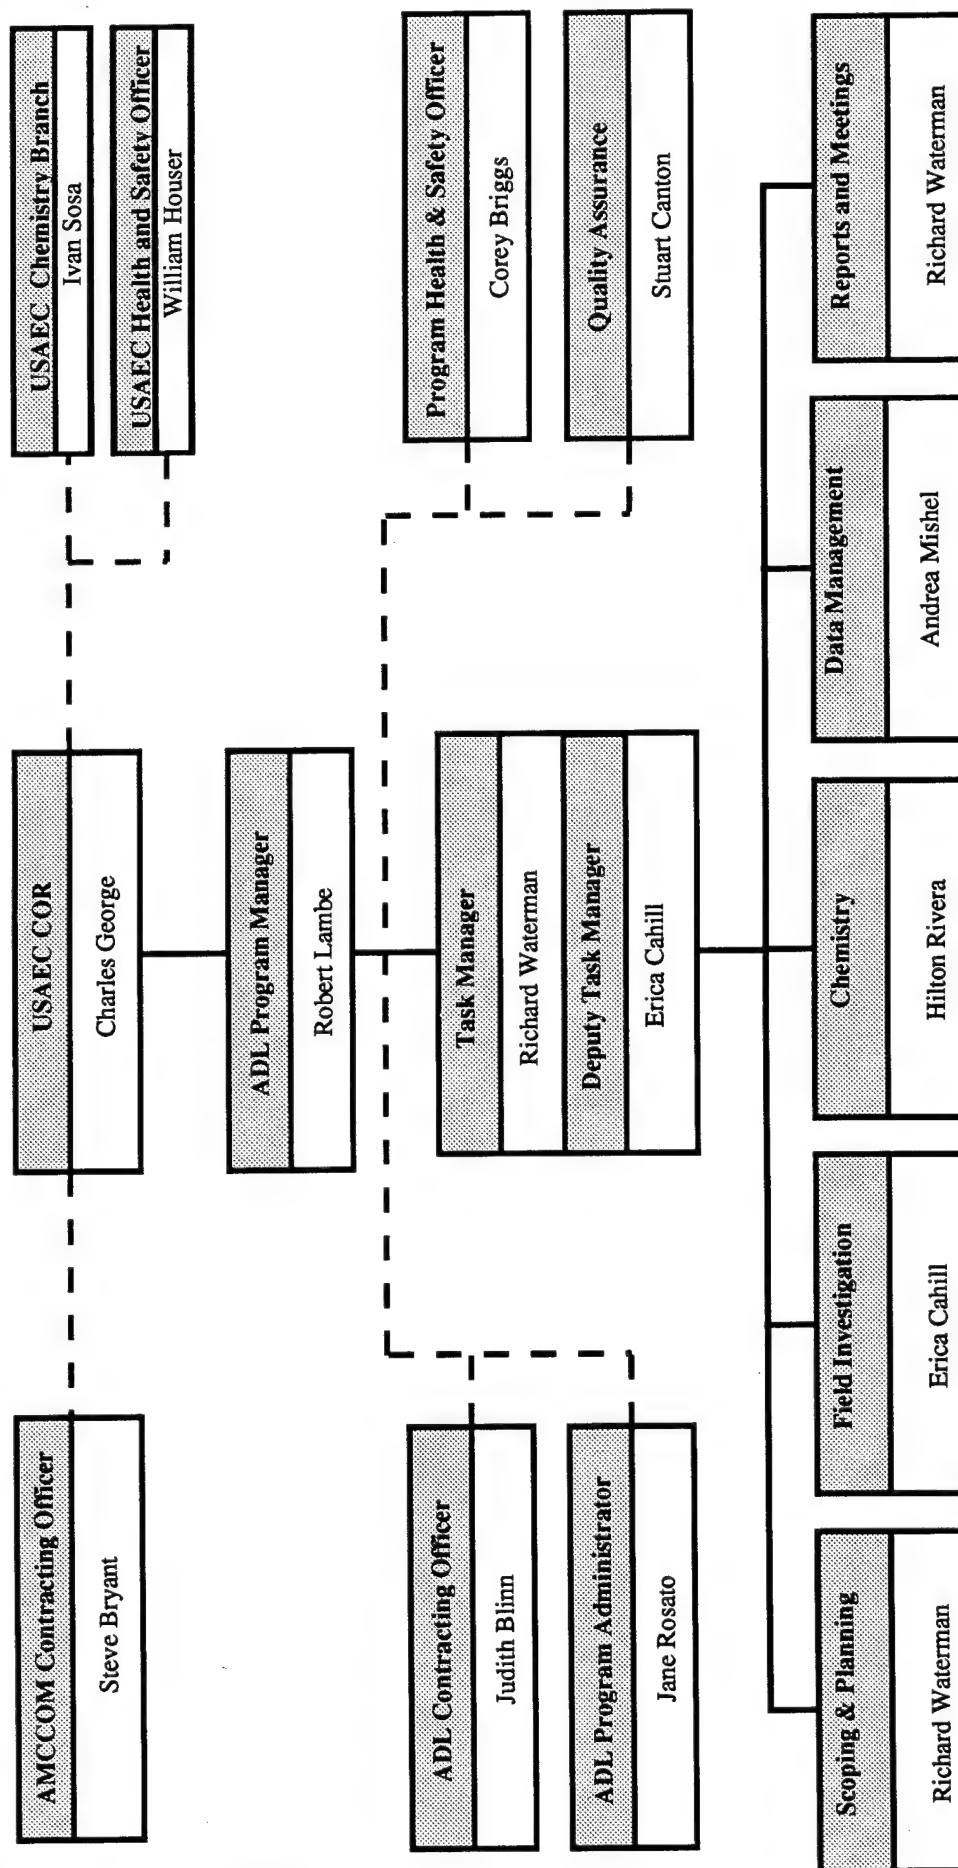 AMCCOM Contracting Officer
Steve Bryant
USAEC COR
Charles George
USAEC Chemistry Branch
Ivan Sosa
USAEC Health and Safety Officer
William Houser
ADL Program Manager
Robert Lambe
ADL Contracting Officer
Judith Blinn
ADL Program Administrator
Jane Rosato
Task Manager
Richard Waterman
Deputy Task Manager
Erica Cahill
Program Health & Safety Officer
Corey Briggs
Quality Assurance
Stuart Canton
Scoping & Planning
Richard Waterman
Field Investigation
Erica Cahill
Chemistry
Hilton Rivera
Data Management
Andrea Mishel
Reports and Meetings
Richard Waterman